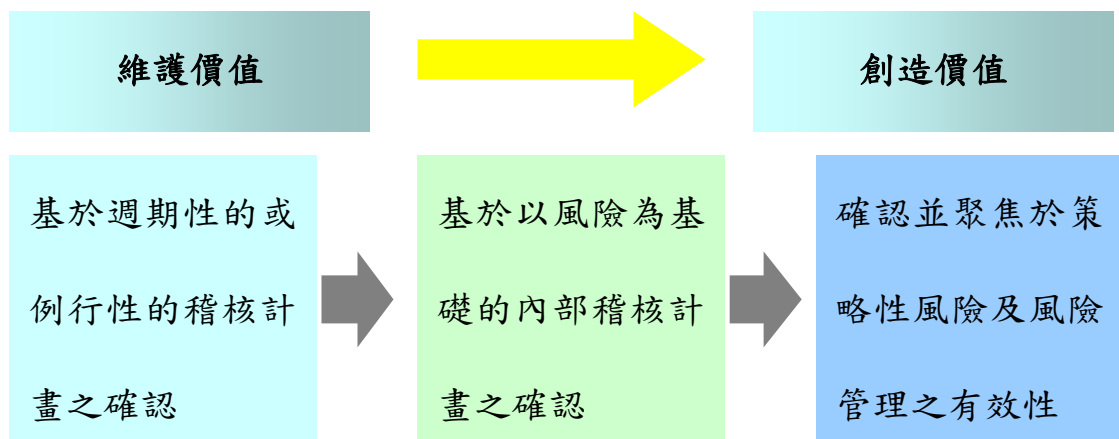 維護價值
創造價值
基於週期性的或
例行性的稽核計
畫之確認
基於以風險為基
礎的內部稽核計
畫之確認
確認並聚焦於策
略性風險及風險
管理之有效性